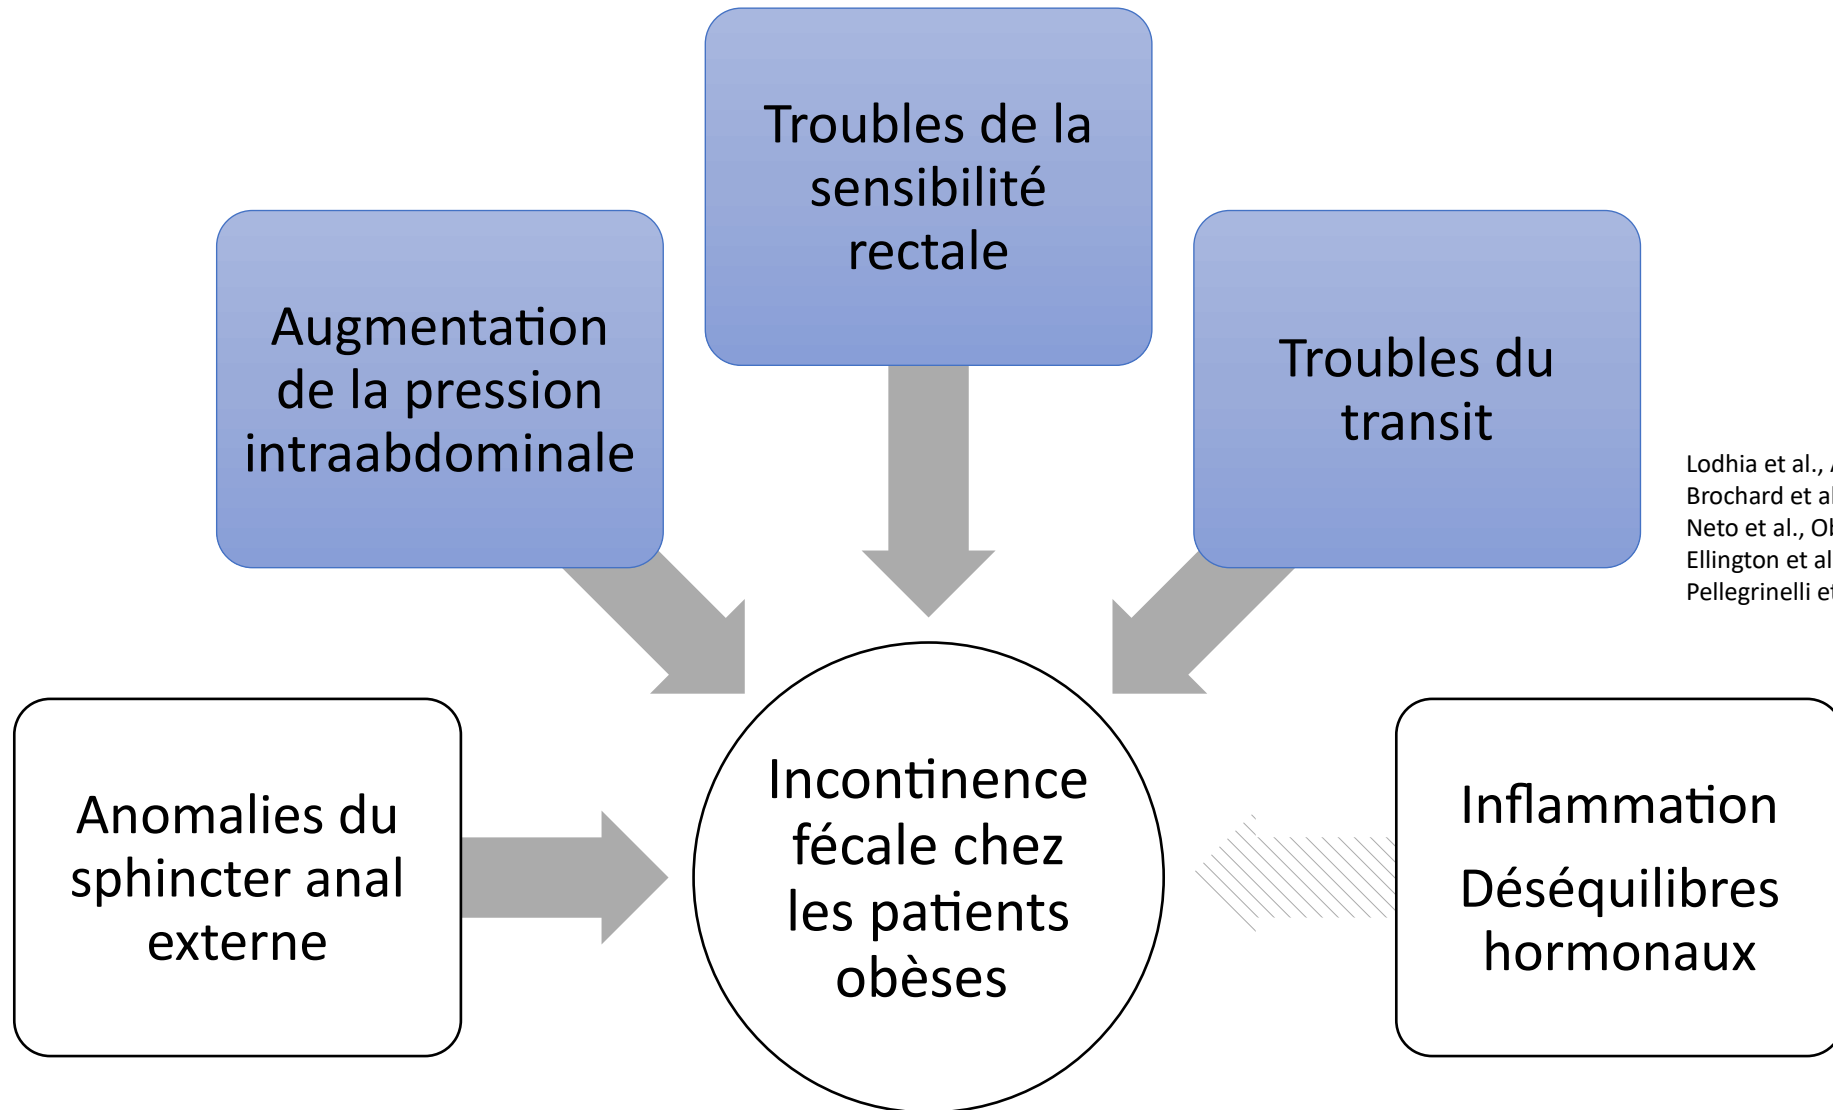 Troubles de la
sensibilité
rectale
Augmentation
de la pression
intraabdominale
Troubles du
transit
Lodhia et al.,
Brochard et al
Neto et al.,
Ellington et al
Pellegrinelli
Anomalies du
sphincter anal
externe
Incontinence
fécale chez
les patients
obèses
Inflammation
Déséquilibres
hormonaux